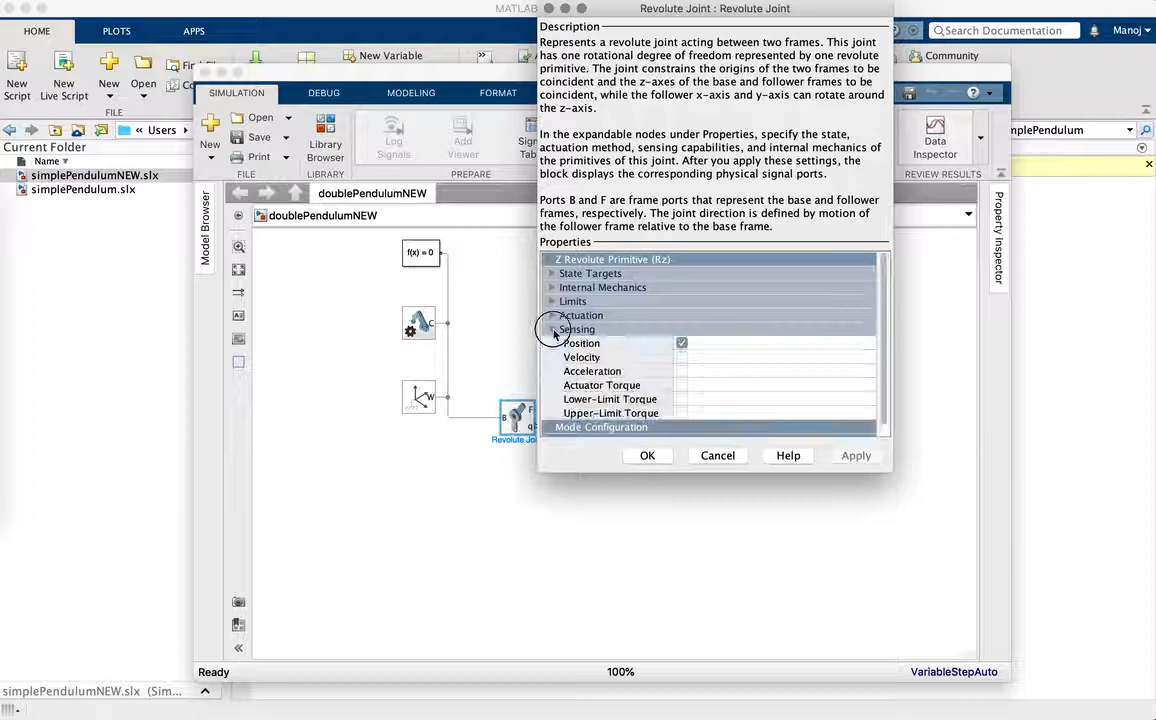 MATLAB
Revolute Joint : Revolute Joint
HOME
PLOTS
APPS
Search Documentation
Manoj
New Script
New Live Script
New
Open
New Variable
Community
FILE
Users
mplePendulum
Current Folder
Name
simplePendulumNEW.slx
simplePendulum.slx
SIMULATION
DEBUG
MODELING
FORMAT
New
Open
Save
Print
FILE
Library Browser
LIBRARY
Log Signals
Add Viewer
PREPARE
Data Inspector
REVIEW RESULTS
doublePendulumNEW
doublePendulumNEW
Model Browser
Property Inspector
f(x) = 0
C
W
B
F
q
Description
Represents a revolute joint acting between two frames. This joint
has one rotational degree of freedom represented by one revolute
primitive. The joint constrains the origins of the two frames to be
coincident and the z-axes of the base and follower frames to be
coincident, while the follower x-axis and y-axis can rotate around
the z-axis.
In the expandable nodes under Properties, specify the state,
actuation method, sensing capabilities, and internal mechanics of
the primitives of this joint. After you apply these settings, the
block displays the corresponding physical signal ports.
Ports B and F are frame ports that represent the base and follower
frames, respectively. The joint direction is defined by motion of
the follower frame relative to the base frame.
Properties
Z Revolute Primitive (Rz)
State Targets
Internal Mechanics
Limits
Actuation
Sensing
Position
Velocity
Acceleration
Actuator Torque
Lower-Limit Torque
Upper-Limit Torque
Mode Configuration
OK
Cancel
Help
Apply
Ready
100%
VariableStepAuto
simplePendulumNEW.slx (Sim...